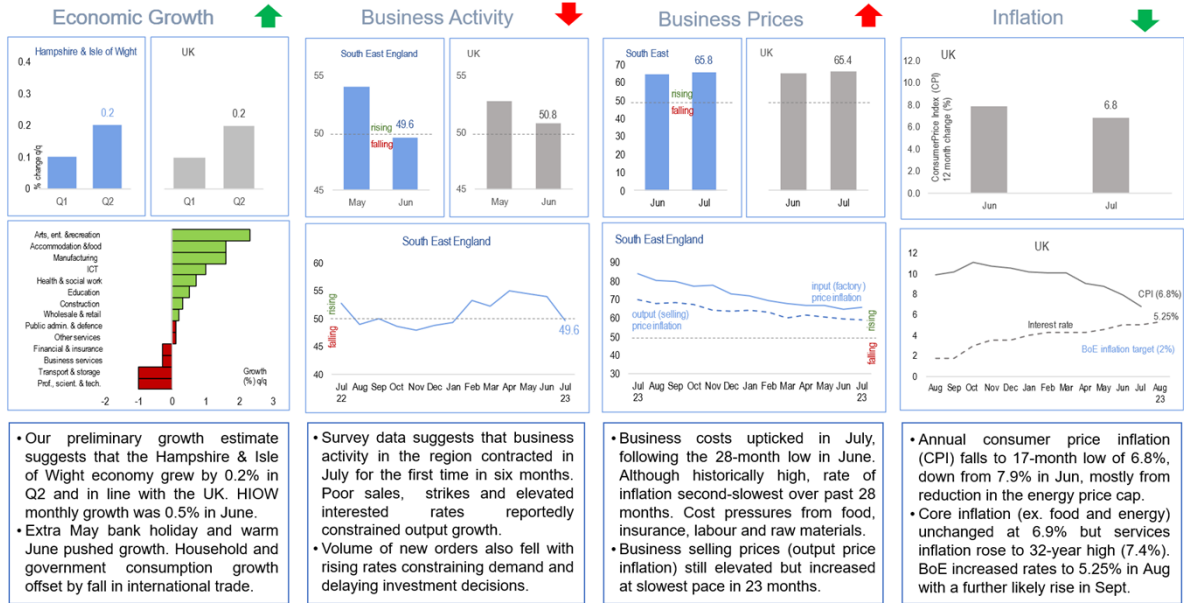 Economic Growth
Business Activity
Business Prices
Inflation
Hampshire & Isle of Wight
0.4
0.3
0.2
0.1
0
% change q/q
0.2
Q1 Q2
UK
0.2
Q1 Q2
South East England
55
50
45
rising
falling
49.6
May Jun
UK
55
50
45
50.8
May Jun
South East
70
60
50
40
30
20
10
0
65.8
rising
falling
Jun Jul
UK
65.4
Jun Jul
UK
ConsumerPrice Index (CPI)
12 month change (%)
12.0
10.0
8.0
6.0
4.0
2.0
0.0
6.8
Jun Jul
Arts, ent. &recreation
Accommodation &food
Manufacturing
ICT
Health & social work
Education
Construction
Wholesale & retail
Public admin. & defence
Other services
Financial & insurance
Business services
Transport & storage
Prof., scient. & tech.
Growth
(%) q/q
-2 -1 0 1 2 3
South East England
60
55
50
45
40
rising
falling
49.6
Jul Aug Sep Oct Nov Dec Jan Feb Mar Apr May Jun Jul
22 23
South East England
90
80
70
60
50
40
30
input (factory)
price inflation
output (selling)
price inflation
rising
falling
Jul Aug Sep Oct Nov Dec Jan Feb Mar Apr May Jun Jul
22 23
UK
12
10
8
6
4
2
0
CPI (6.8%)
5.25%
Interest rate
BoE inflation target (2%)
Aug Sep Oct Nov Dec Jan Feb Mar Apr May Jun Jul Aug
23
• Our preliminary growth estimate
suggests that the Hampshire & Isle
of Wight economy grew by 0.2% in
Q2 and in line with the UK. HIOW
monthly growth was 0.5% in June.
• Extra May bank holiday and warm
June pushed growth. Household and
government consumption growth
offset by fall in international trade.
• Survey data suggests that business
activity in the region contracted in
July for the first time in six months.
Poor sales, strikes and elevated
interested rates reportedly
constrained output growth.
• Volume of new orders also fell with
rising rates constraining demand and
delaying investment decisions.
• Business costs upticked in July,
following the 28-month low in June.
Although historically high, rate of
inflation second-slowest over past 28
months. Cost pressures from food,
insurance, labour and raw materials.
• Business selling prices (output price
inflation) still elevated but increased
at slowest pace in 23 months.
• Annual consumer price inflation
(CPI) falls to 17-month low of 6.8%,
down from 7.9% in Jun, mostly from
reduction in the energy price cap.
• Core inflation (ex. food and energy)
unchanged at 6.9% but services
inflation rose to 32-year high (7.4%).
BoE increased rates to 5.25% in Aug
with a further likely rise in Sept.